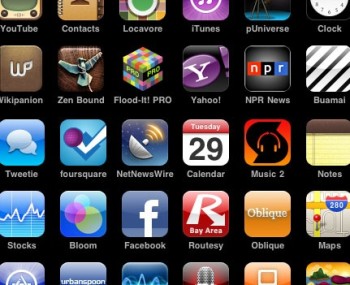 YouTube Contacts Locavore iTunes pUniverse Clock
WP PRO PRO Y! npr
Wikipanion Zen Bound Flood-It! PRO Yahoo! NPR News Buamai
Tuesday
29
Tweetie foursquare NetNewsWire Calendar Music 2 Notes
f R Bay Area Oblique 280
Stocks Bloom Facebook Routesy Oblique Maps
urbanspoon